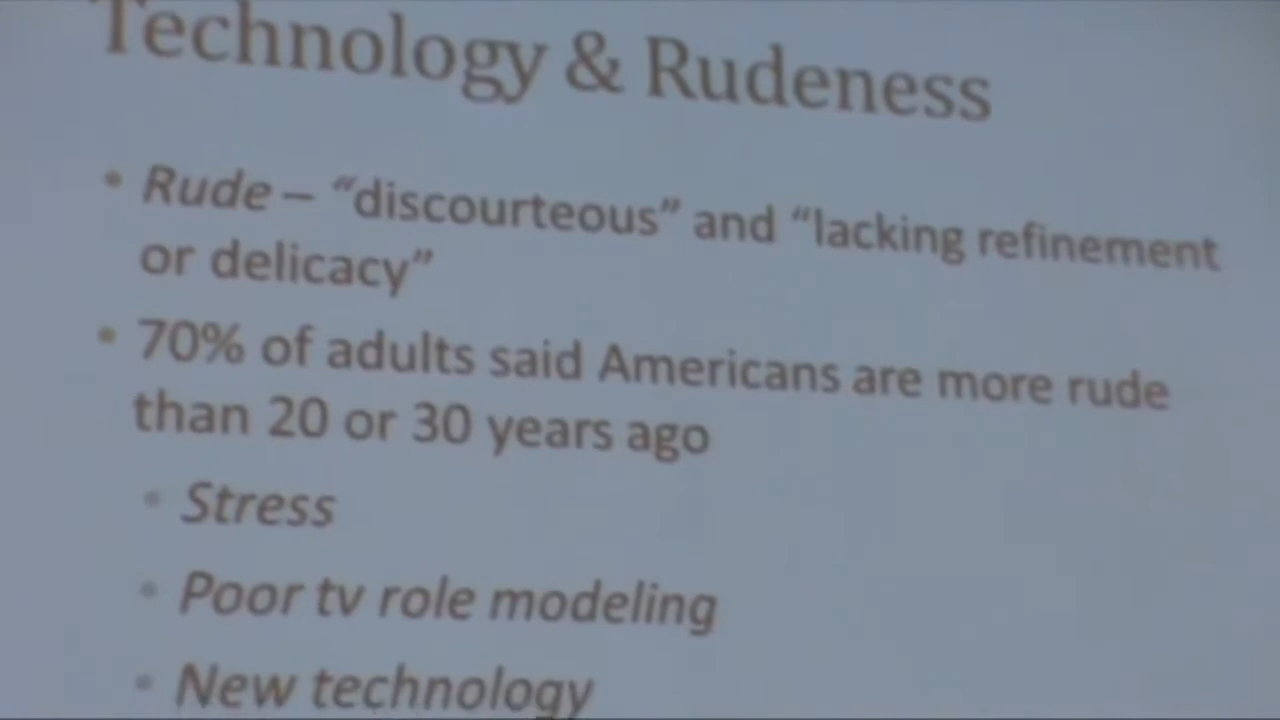 Technology & Rudeness
• Rude – “discourteous” and “lacking refinement
or delicacy”
• 70% of adults said Americans are more rude
than 20 or 30 years ago
• Stress
• Poor tv role modeling
• New technology